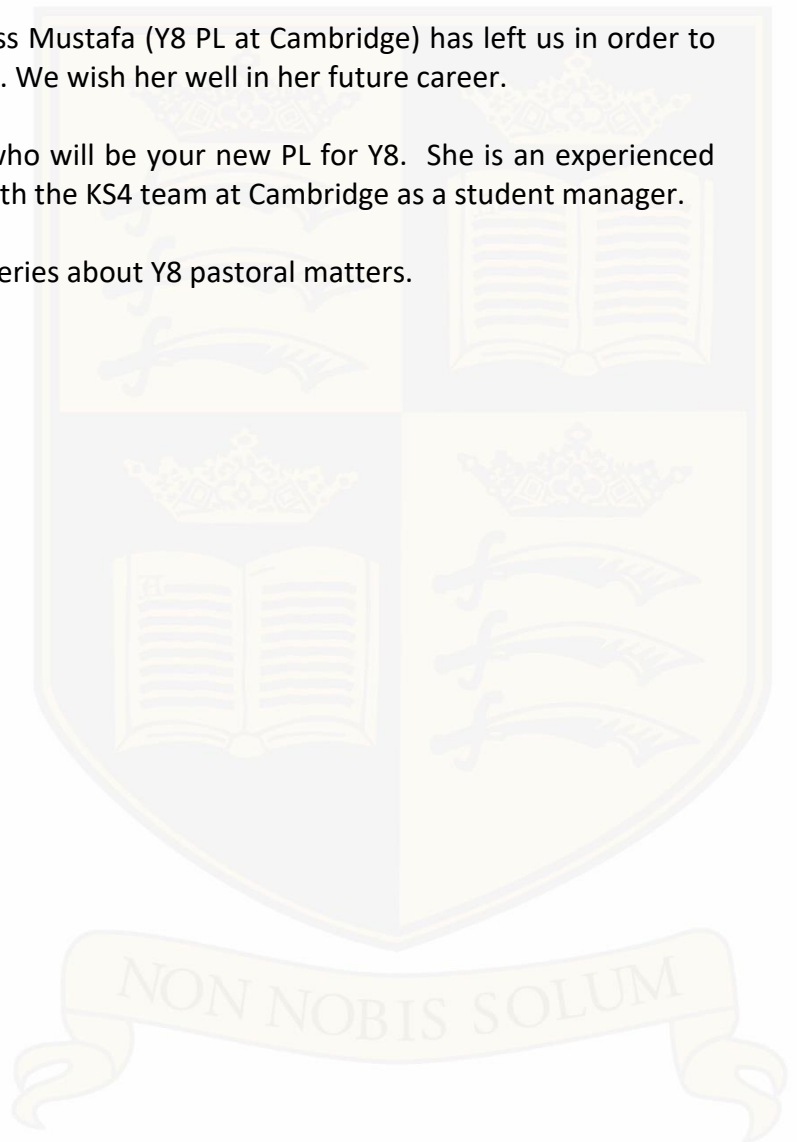 ss Mustafa (Y8 PL at Cambridge) has left us in order to
. We wish her well in her future career.
who will be your new PL for Y8. She is an experienced
th the KS4 team at Cambridge as a student manager.
eries about Y8 pastoral matters.
NON NOBIS SOLUM